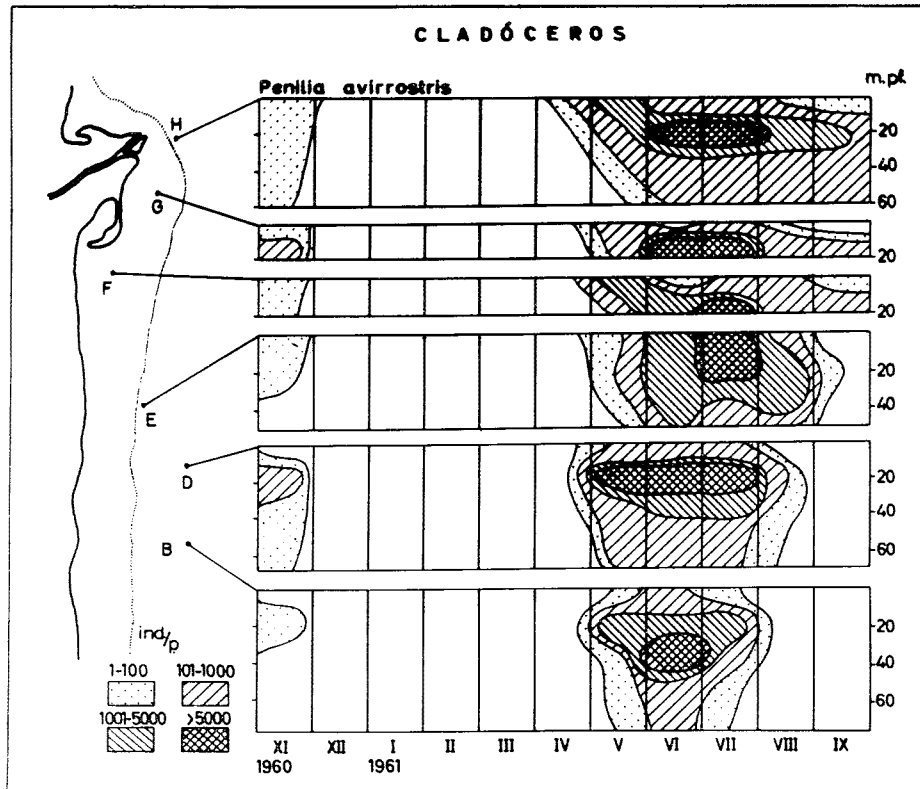 CLADÓCEROS
Penilia avirrostris
m.pl.
H
20
40
60
G
20
F
20
E
20
40
D
20
40
60
B
20
40
60
ind/p
1-100 101-1000
1001-5000 >5000
XI XII I II III IV V VI VII VIII IX
1960 1961